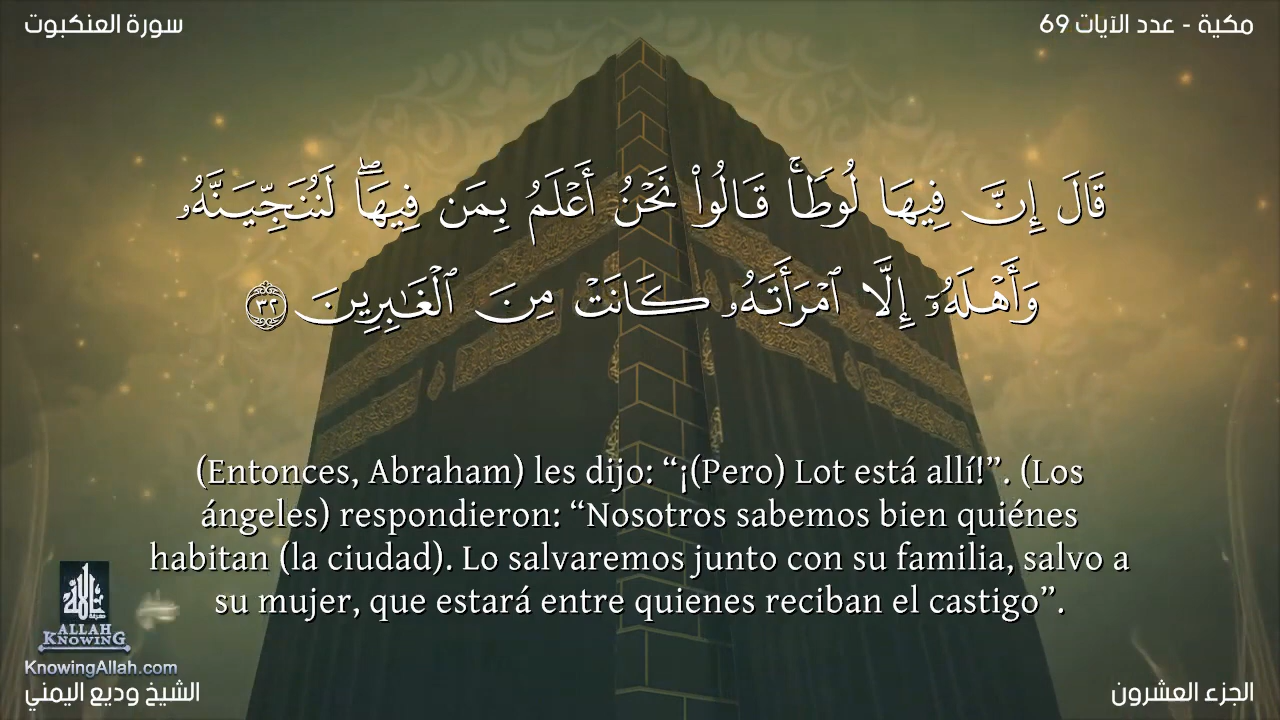 سورة العنكبوت
مكية - عدد الآيات 69
قَالَ إِنَّ فِيهَا لُوطًا ۚ قَالُوا۟ نَحْنُ أَعْلَمُ بِمَن فِيهَا ۖ لَنُنَجِّيَنَّهُۥ
وَأَهْلَهُۥٓ إِلَّا ٱمْرَأَتَهُۥ كَانَتْ مِنَ ٱلْغَٰبِرِينَ ٣٢
(Entonces, Abraham) les dijo: “¡(Pero) Lot está allí!”. (Los
ángeles) respondieron: “Nosotros sabemos bien quiénes
habitan (la ciudad). Lo salvaremos junto con su familia, salvo a
su mujer, que estará entre quienes reciban el castigo”.
ALLAH
KNOWING
KnowingAllah.com
الشيخ وديع اليمني
الجزء العشرون